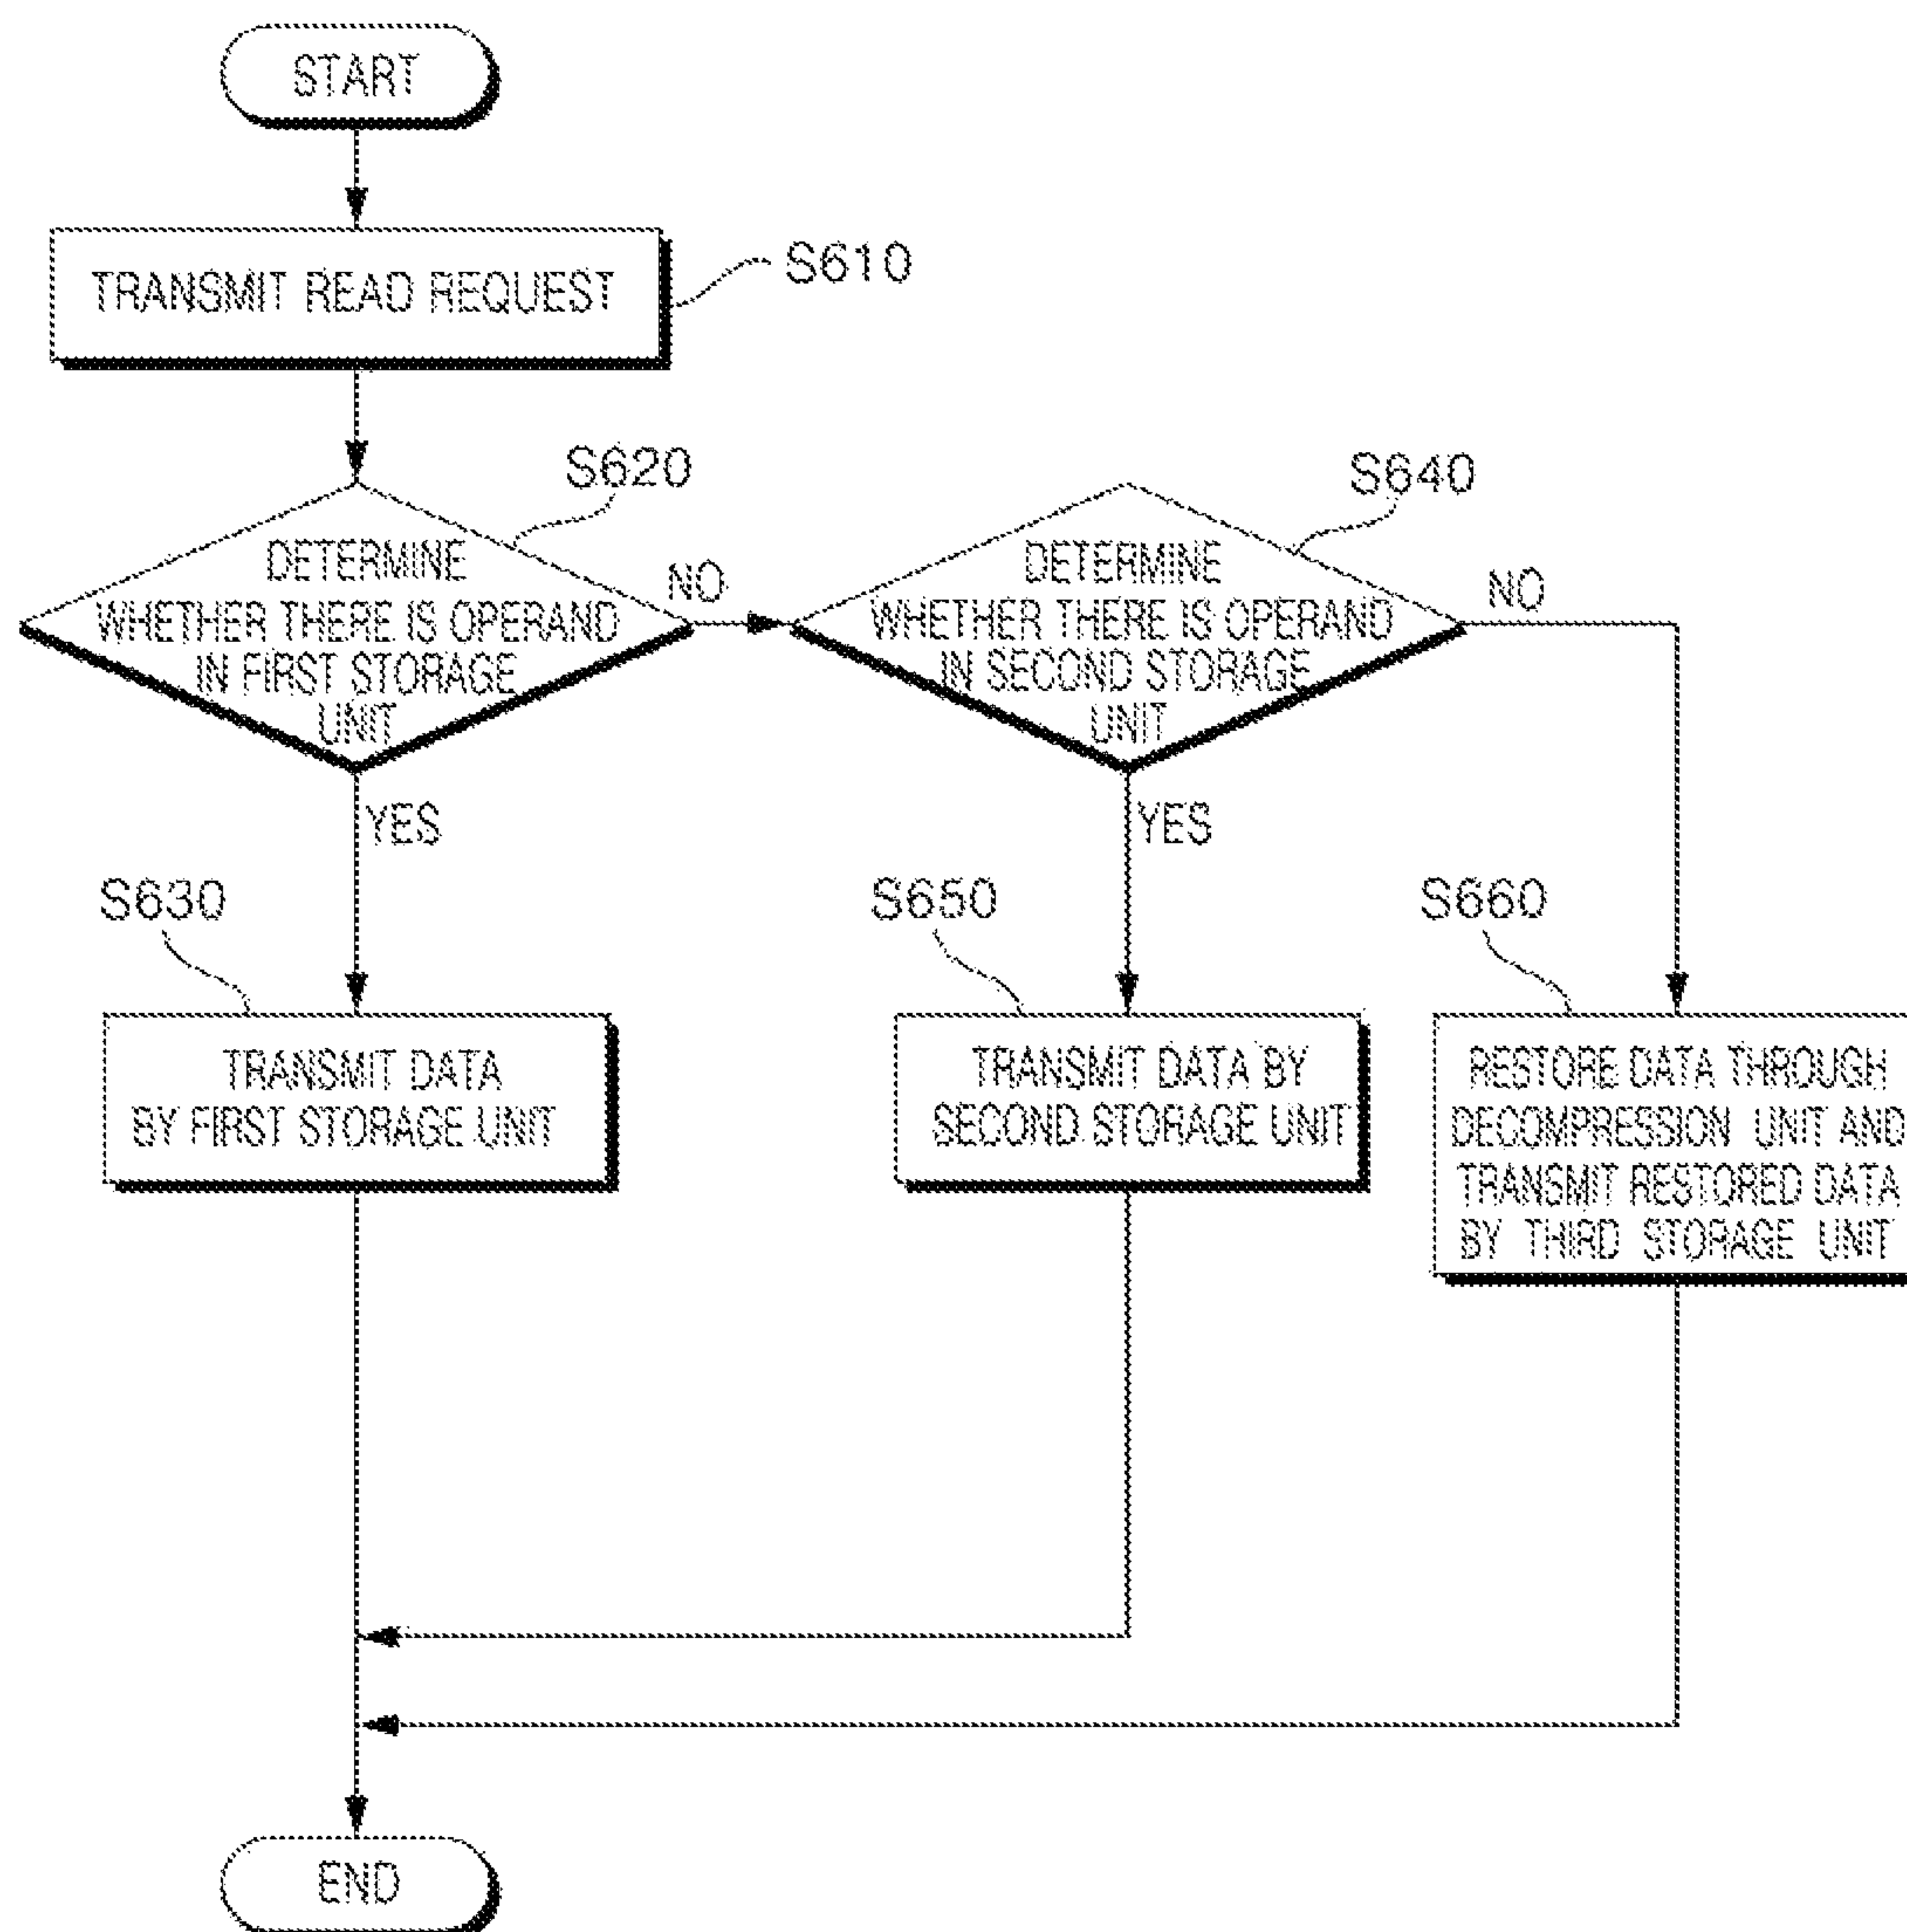 START
TRANSMIT READ REQUEST
S610
S620
DETERMINE
WHETHER THERE IS OPERAND
IN FIRST STORAGE
UNIT
NO
YES
S640
DETERMINE
WHETHER THERE IS OPERAND
IN SECOND STORAGE
UNIT
NO
YES
S630
TRANSMIT DATA
BY FIRST STORAGE UNIT
S650
TRANSMIT DATA BY
SECOND STORAGE UNIT
S660
RESTORE DATA THROUGH
DECOMPRESSION UNIT AND
TRANSMIT RESTORED DATA
BY THIRD STORAGE UNIT
END